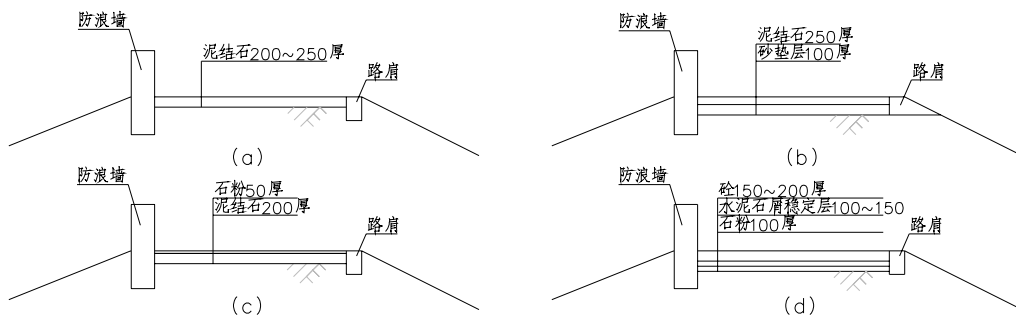 防浪墙
泥结石200~250厚
路肩
(a)
防浪墙
泥结石250厚
砂垫层100厚
路肩
(b)
防浪墙
石粉50厚
泥结石200厚
路肩
(c)
防浪墙
砼150~200厚
水泥石屑稳定层100~150
石粉100厚
路肩
(d)